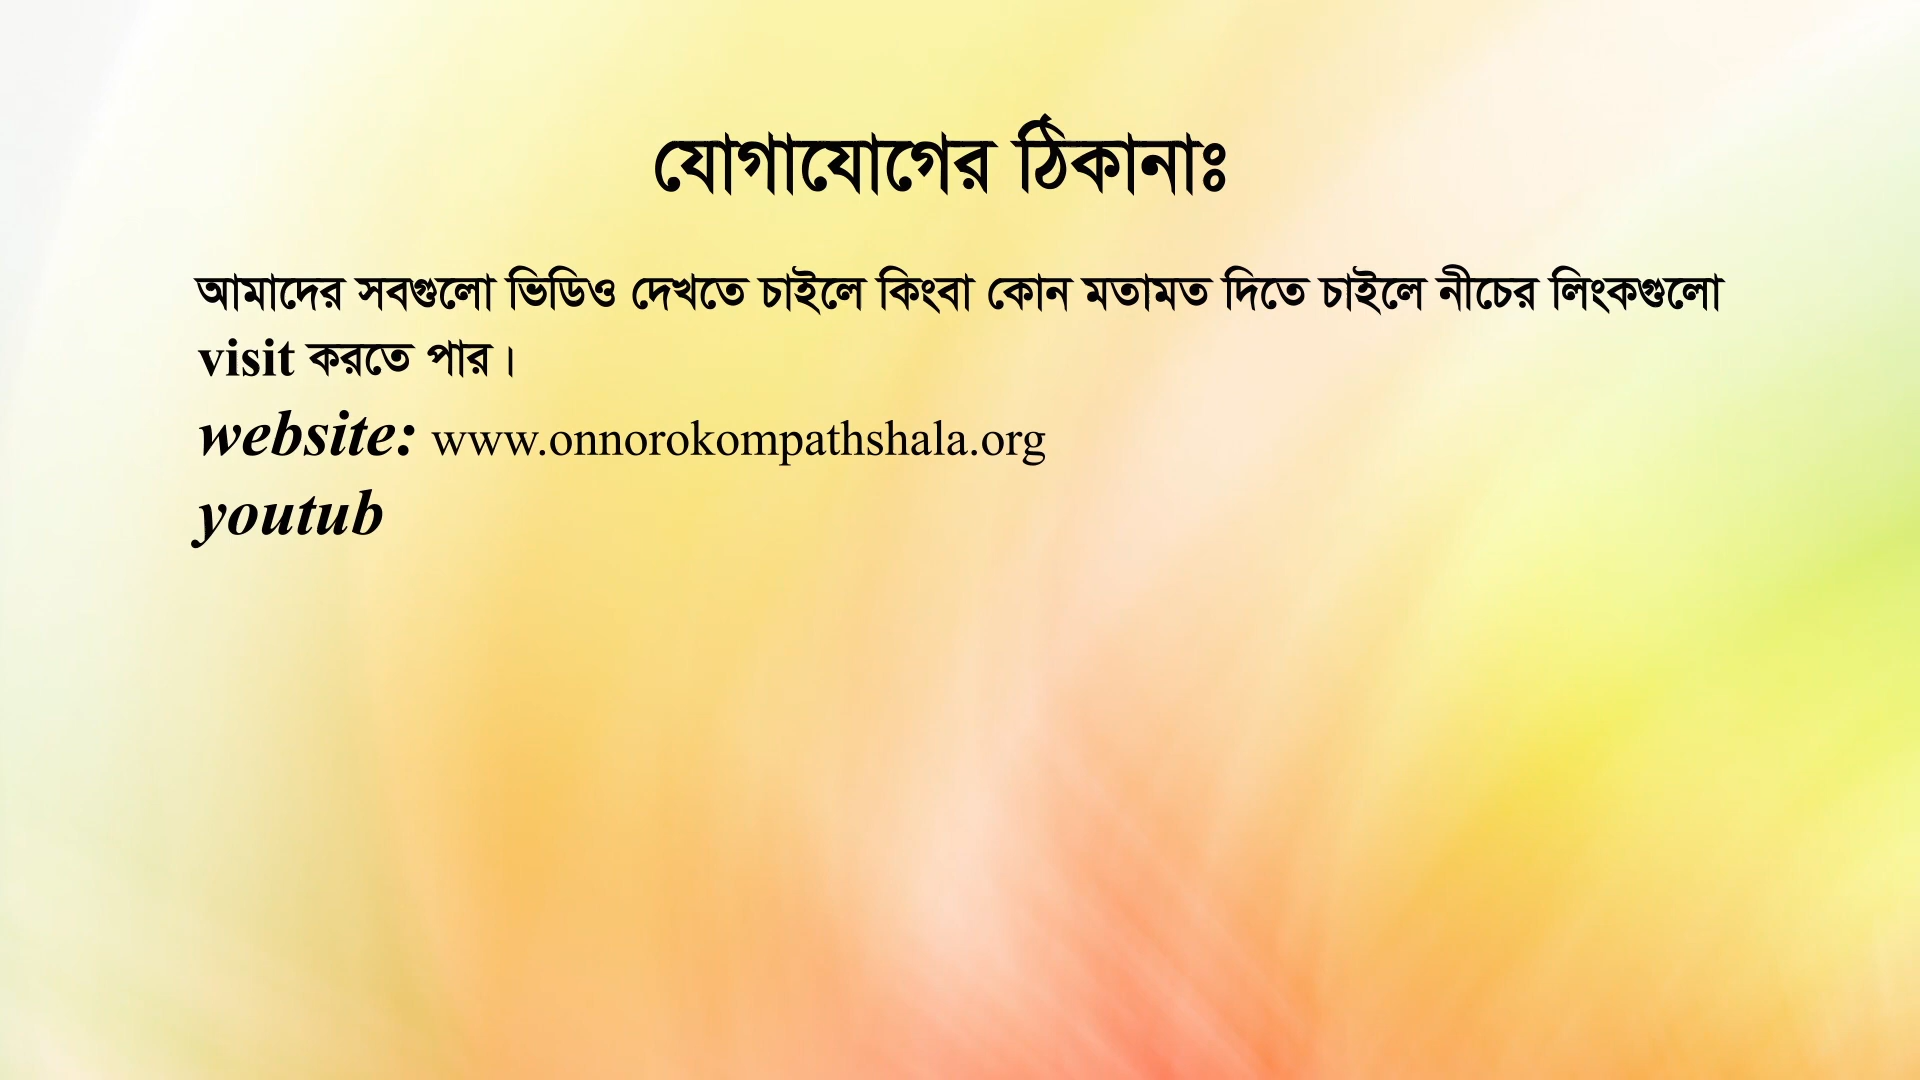 যোগাযোগের ঠিকানাঃ
আমাদের সবগুলো ভিডিও দেখতে চাইলে কিংবা কোন মতামত দিতে চাইলে নীচের লিংকগুলো
visit করতে পার।
website: www.onnorokompathshala.org
youtub